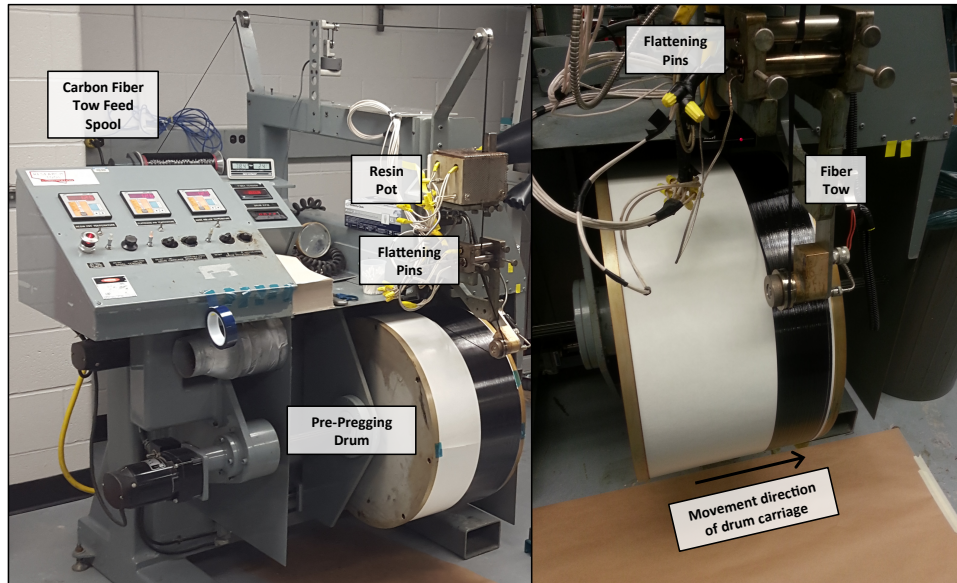 Carbon Fiber
Tow Feed
Spool
Resin
Pot
Flattening
Pins
Pre-Pregging
Drum
Flattening
Pins
Fiber
Tow
Movement direction
of drum carriage